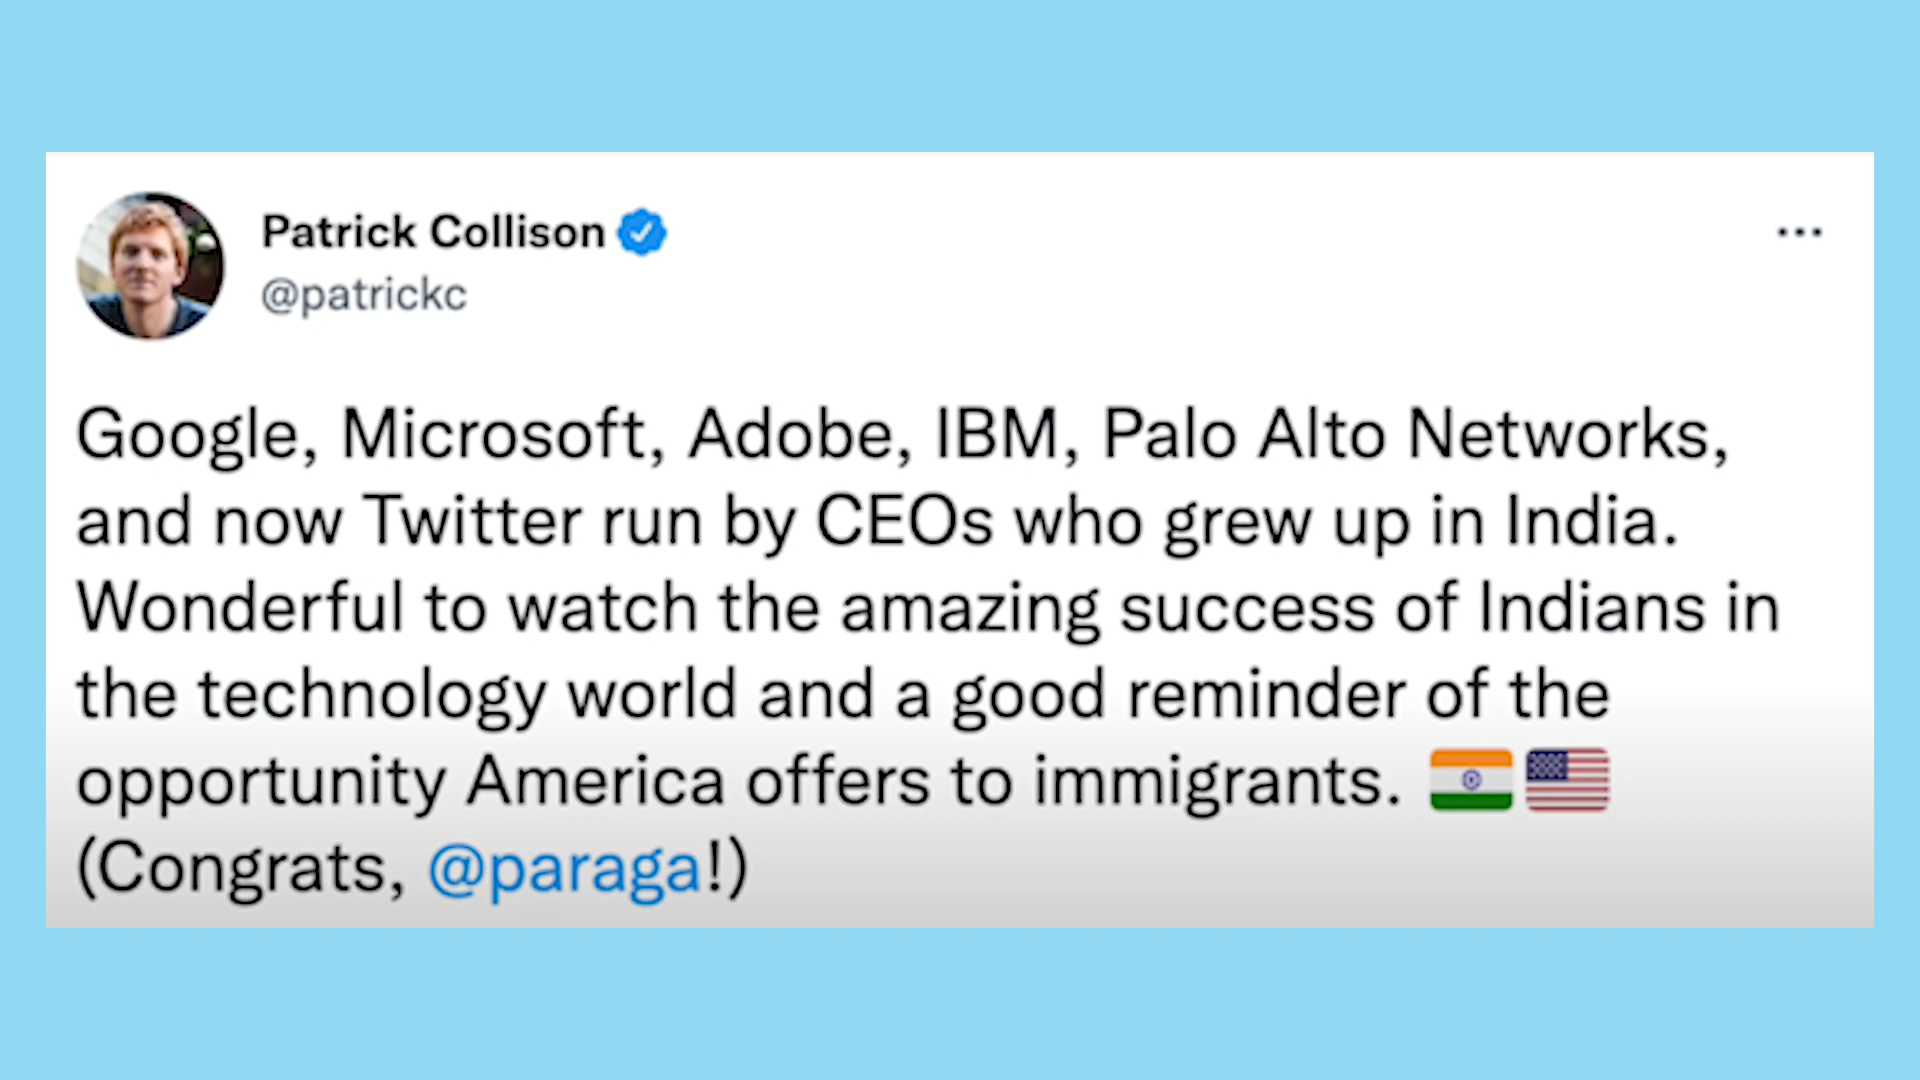 Patrick Collison
@patrickc
Google, Microsoft, Adobe, IBM, Palo Alto Networks,
and now Twitter run by CEOs who grew up in India.
Wonderful to watch the amazing success of Indians in
the technology world and a good reminder of the
opportunity America offers to immigrants. 🇮🇳🇺🇸
(Congrats, @paraga!)